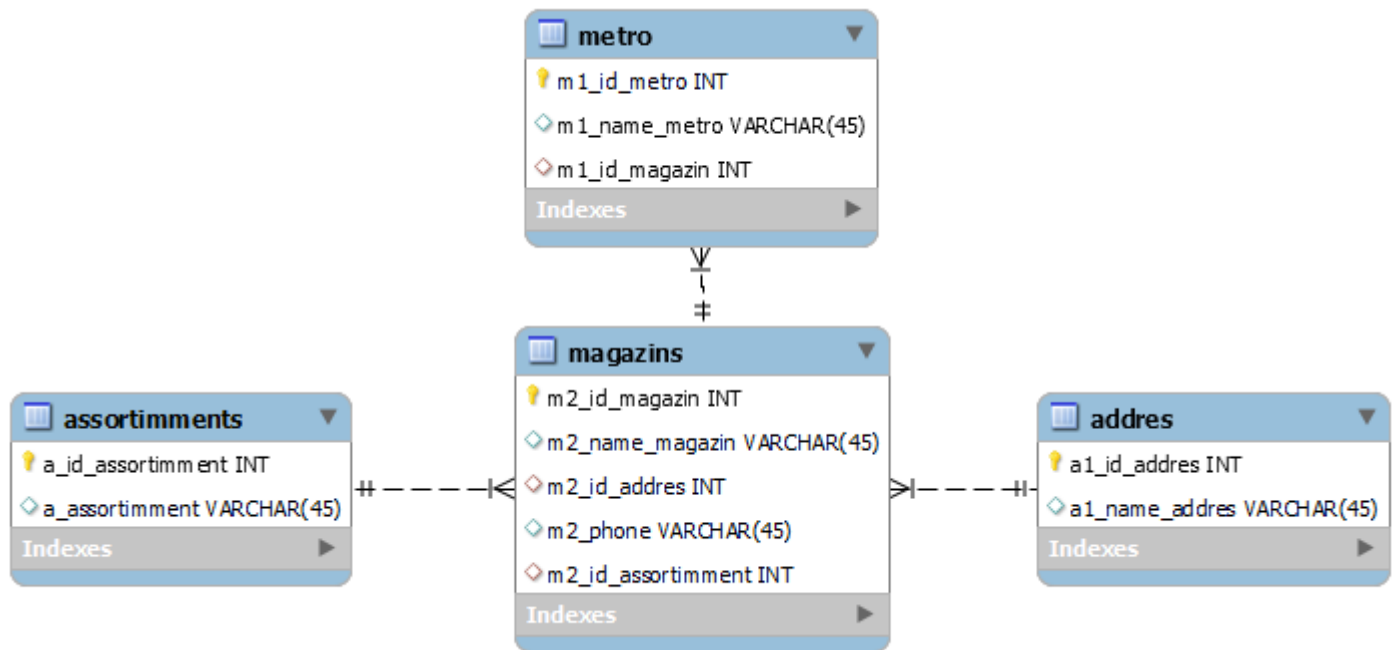 metro
m1_id_metro INT
m1_name_metro VARCHAR(45)
m1_id_magazin INT
Indexes
magazins
m2_id_magazin INT
m2_name_magazin VARCHAR(45)
m2_id_addres INT
m2_phone VARCHAR(45)
m2_id_assortimment INT
Indexes
assortimments
a_id_assortimment INT
a_assortimment VARCHAR(45)
Indexes
addres
a1_id_addres INT
a1_name_addres VARCHAR(45)
Indexes